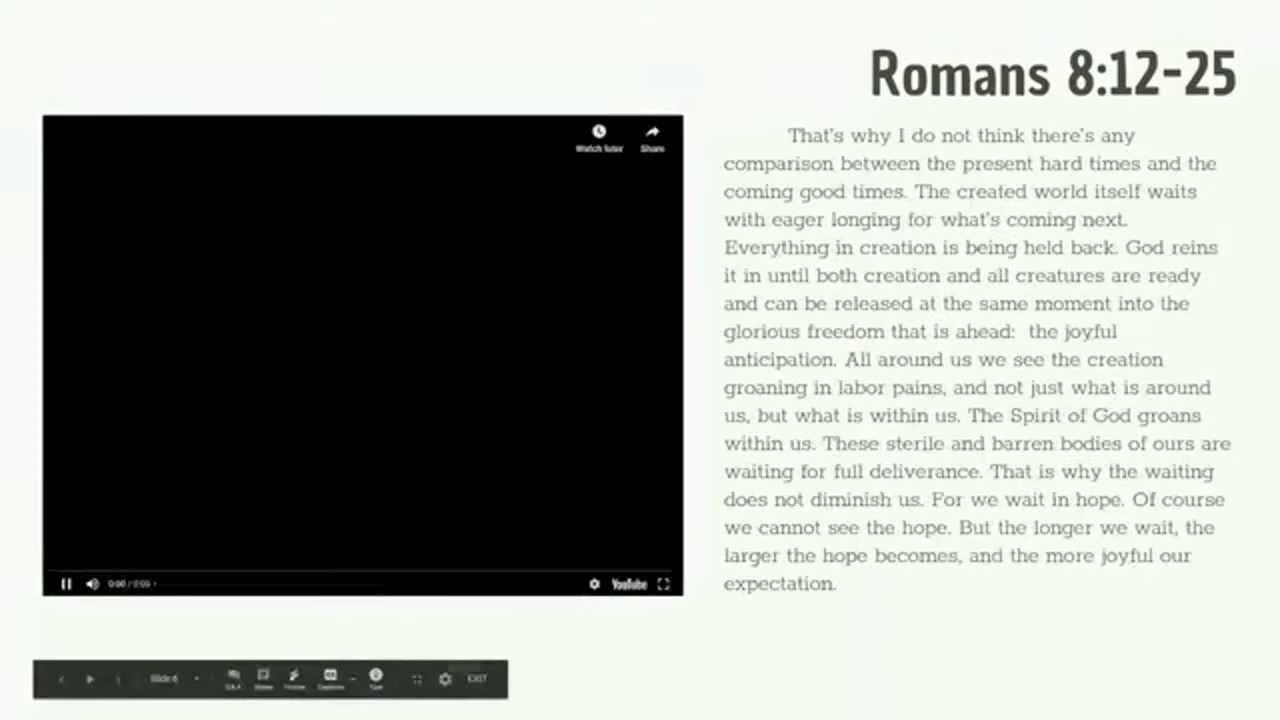 Romans 8:12-25
That's why I do not think there's any
comparison between the present hard times and the
coming good times. The created world itself waits
with eager longing for what's coming next.
Everything in creation is being held back. God reins
it in until both creation and all creatures are ready
and can be released at the same moment into the
glorious freedom that is ahead:  the joyful
anticipation. All around us we see the creation
groaning in labor pains, and not just what is around
us, but what is within us. The Spirit of God groans
within us. These sterile and barren bodies of ours are
waiting for full deliverance. That is why the waiting
does not diminish us. For we wait in hope. Of course
we cannot see the hope. But the longer we wait, the
larger the hope becomes, and the more joyful our
expectation.
Watch later
Share
YouTube
Slide 6
Q&A
Captions
EXIT